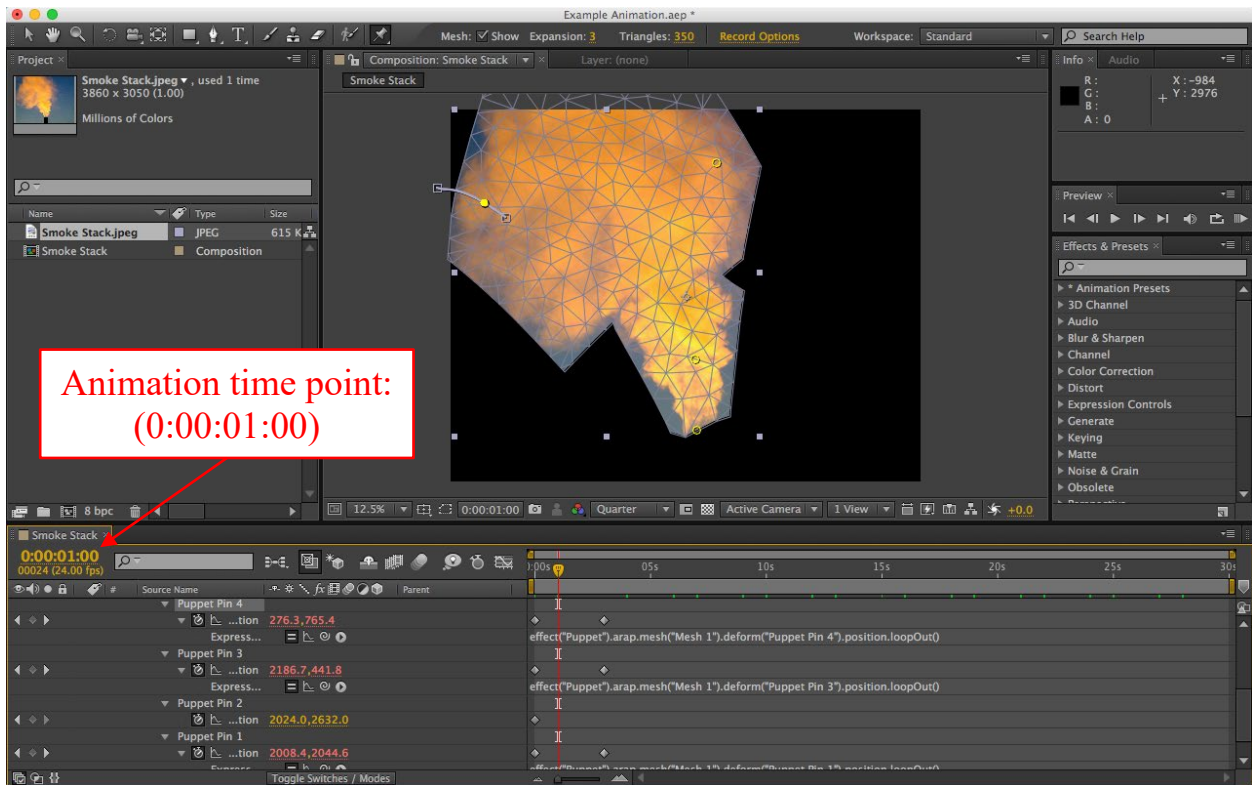 Example Animation.aep *
Mesh: Show Expansion: 3 Triangles: 350 Record Options Workspace: Standard Search Help
Project
Smoke Stack.jpeg , used 1 time
3860 x 3050 (1.00)
Millions of Colors
Name Type Size
Smoke Stack.jpeg JPEG 615 K
Smoke Stack Composition
8 bpc
Composition: Smoke Stack Layer: (none)
Smoke Stack
12.5% 0:00:01:00 Quarter Active Camera 1 View +0.0
Info Audio
R : X : -984
G : Y : 2976
B :
A : 0
Preview
Effects & Presets
* Animation Presets
3D Channel
Audio
Blur & Sharpen
Channel
Color Correction
Distort
Expression Controls
Generate
Keying
Matte
Noise & Grain
Obsolete
Animation time point:
(0:00:01:00)
Smoke Stack
0:00:01:00
00024 (24.00 fps)
05s 10s 15s 20s 25s
# Source Name Parent
Puppet Pin 4
...tion 276.3,765.4
Express... effect("Puppet").arap.mesh("Mesh 1").deform("Puppet Pin 4").position.loopOut()
Puppet Pin 3
...tion 2186.7,441.8
Express... effect("Puppet").arap.mesh("Mesh 1").deform("Puppet Pin 3").position.loopOut()
Puppet Pin 2
...tion 2024.0,2632.0
Puppet Pin 1
...tion 2008.4,2044.6
Toggle Switches / Modes